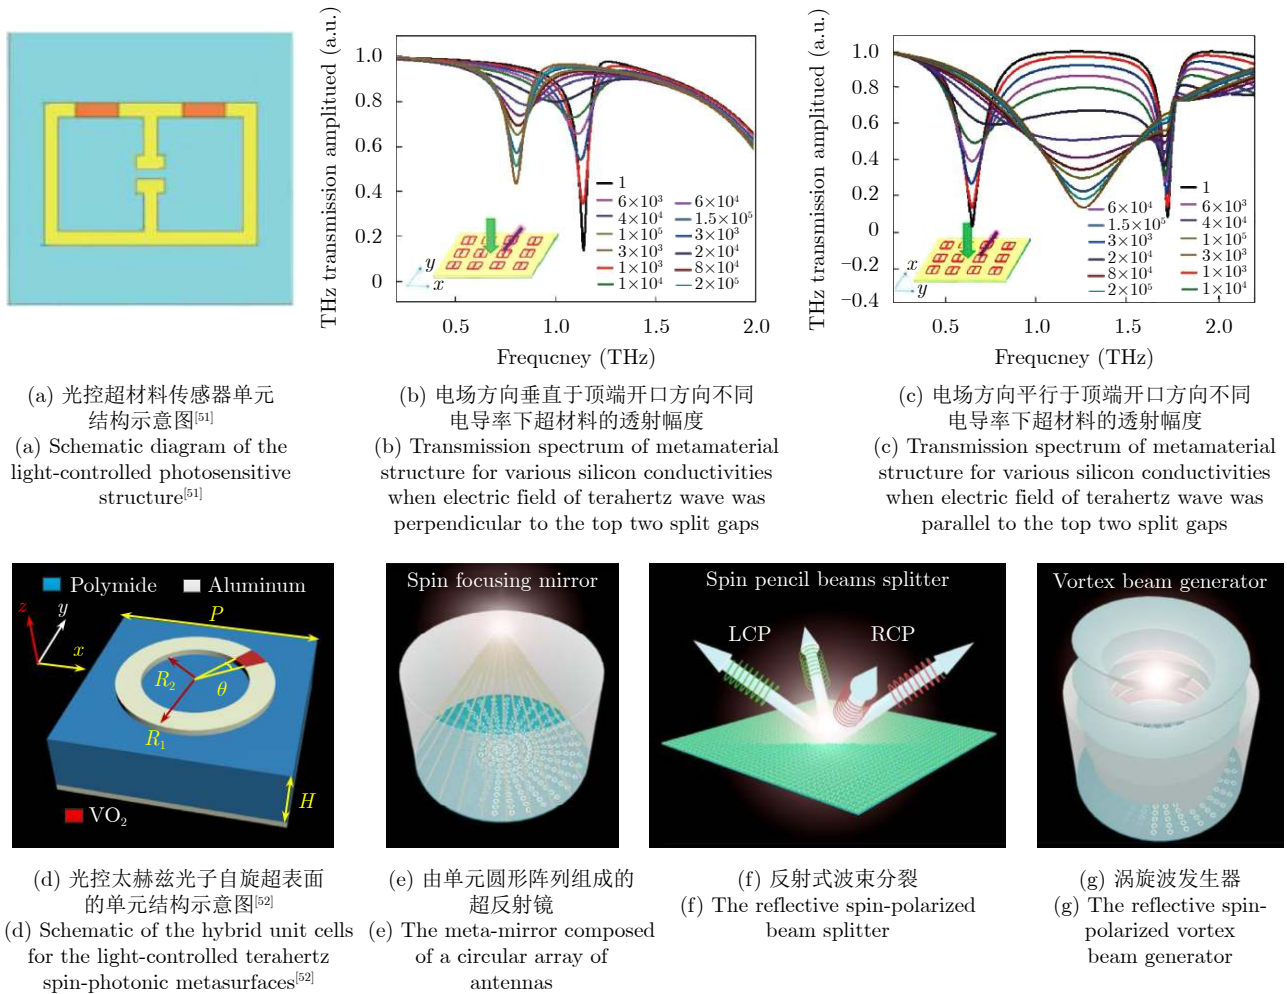 THz transmission amplitued (a.u.)
1.0
0.8
0.6
0.4
0.2
0
1
6×10³
4×10⁴
1×10⁵
3×10³
1×10³
1×10⁴
6×10⁴
1.5×10⁵
3×10³
2×10⁴
8×10⁴
2×10⁵
y
x
0.5
1.0
1.5
2.0
Frequcney (THz)
THz transmission amplitued (a.u.)
1.0
0.8
0.6
0.4
0.2
0
−0.2
−0.4
6×10⁴
1.5×10⁵
3×10³
2×10⁴
8×10⁴
2×10⁵
1
6×10³
4×10⁴
1×10⁵
3×10³
1×10³
1×10⁴
x
y
0.5
1.0
1.5
2.0
Frequcney (THz)
(a) 光控超材料传感器单元
结构示意图[51]
(a) Schematic diagram of the
light-controlled photosensitive
structure[51]
(b) 电场方向垂直于顶端开口方向不同
电导率下超材料的透射幅度
(b) Transmission spectrum of metamaterial
structure for various silicon conductivities
when electric field of terahertz wave was
perpendicular to the top two split gaps
(c) 电场方向平行于顶端开口方向不同
电导率下超材料的透射幅度
(c) Transmission spectrum of metamaterial
structure for various silicon conductivities
when electric field of terahertz wave was
parallel to the top two split gaps
Polymide
Aluminum
z
y
x
P
R₂
θ
R₁
H
VO₂
Spin focusing mirror
Spin pencil beams splitter
LCP
RCP
Vortex beam generator
(d) 光控太赫兹光子自旋超表面
的单元结构示意图[52]
(d) Schematic of the hybrid unit cells
for the light-controlled terahertz
spin-photonic metasurfaces[52]
(e) 由单元圆形阵列组成的
超反射镜
(e) The meta-mirror composed
of a circular array of
antennas
(f) 反射式波束分裂
(f) The reflective spin-polarized
beam splitter
(g) 涡旋波发生器
(g) The reflective spin-
polarized vortex
beam generator